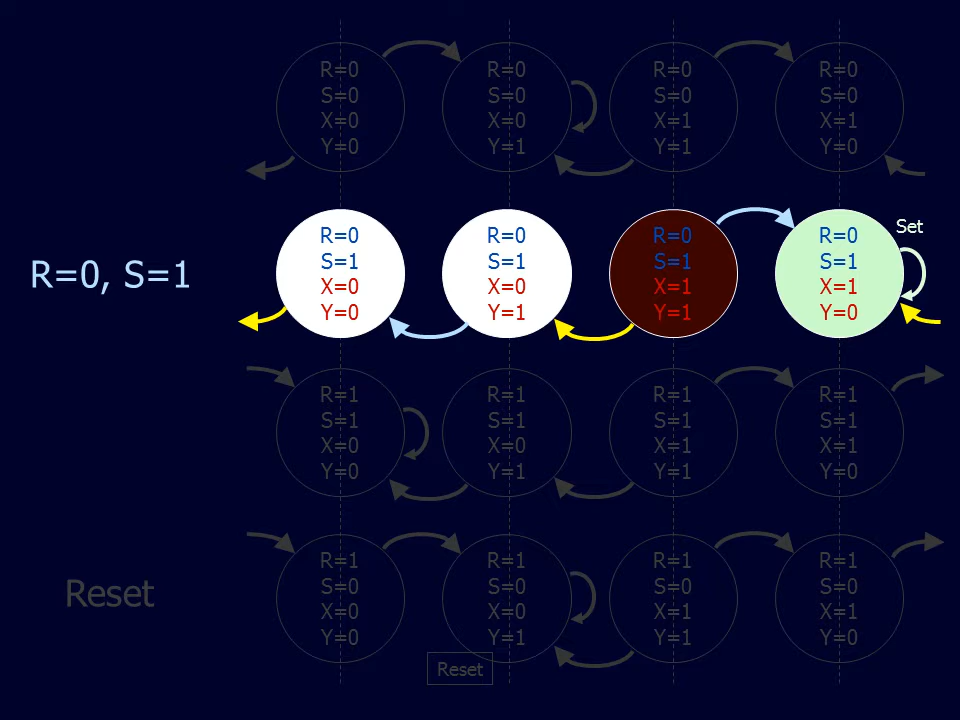 R=0
S=0
X=0
Y=0
R=0
S=0
X=0
Y=1
R=0
S=0
X=1
Y=1
R=0
S=0
X=1
Y=0
R=0, S=1
R=0
S=1
X=0
Y=0
R=0
S=1
X=0
Y=1
R=0
S=1
X=1
Y=1
R=0
S=1
X=1
Y=0
Set
R=1
S=1
X=0
Y=0
R=1
S=1
X=0
Y=1
R=1
S=1
X=1
Y=1
R=1
S=1
X=1
Y=0
Reset
R=1
S=0
X=0
Y=0
R=1
S=0
X=0
Y=1
R=1
S=0
X=1
Y=1
R=1
S=0
X=1
Y=0
Reset